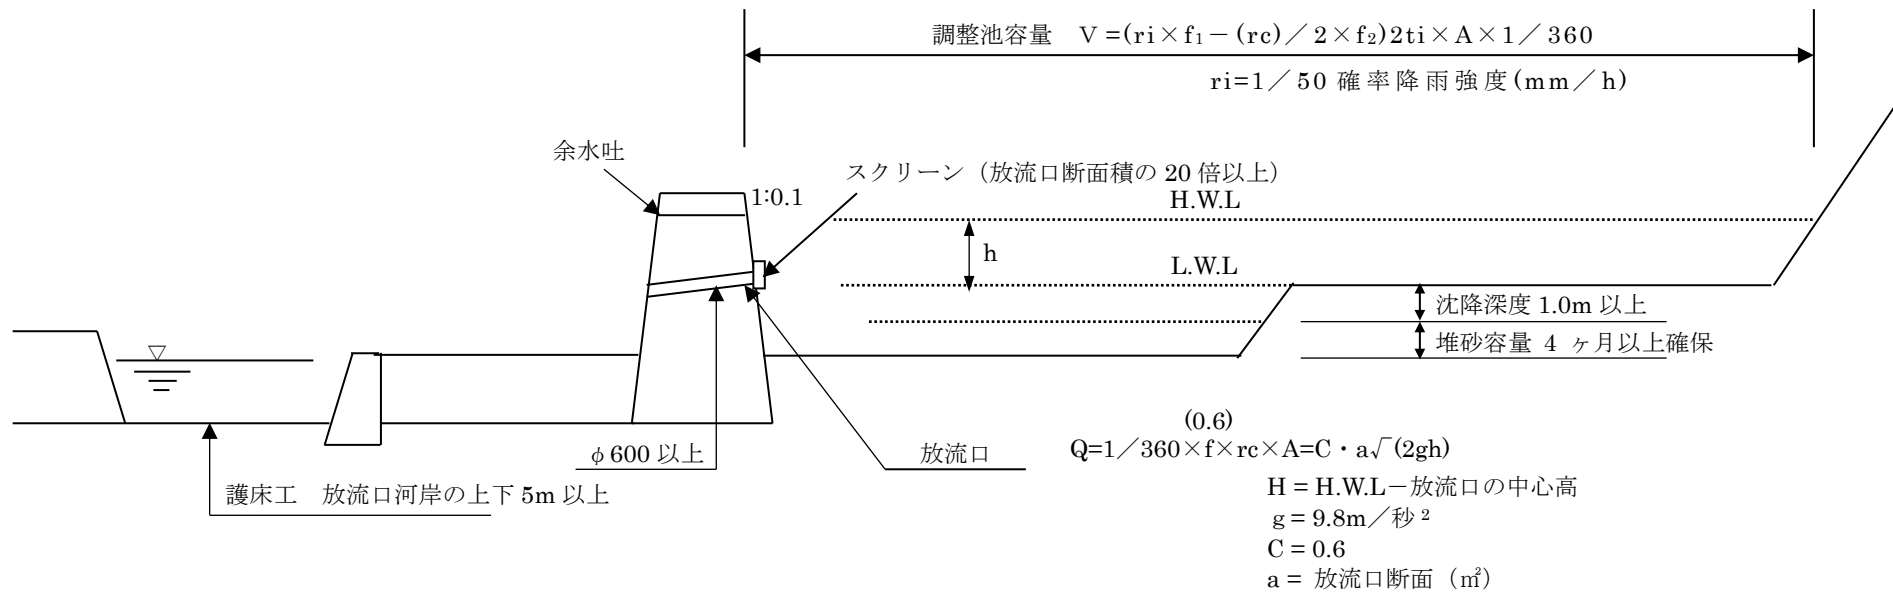 調整池容量 V=(ri×f₁－(rc)／2×f₂)2ti×A×1／360
ri=1／50 確率降雨強度(mm／h)
余水吐
スクリーン（放流口断面積の 20 倍以上）
1:0.1
H.W.L
h
L.W.L
沈降深度 1.0m 以上
堆砂容量 4 ヶ月以上確保
▽
(0.6)
Q=1／360×f×rc×A=C・a√￣(2gh)
φ600 以上
放流口
護床工 放流口河岸の上下 5m 以上
H = H.W.L－放流口の中心高
g = 9.8m／秒²
C = 0.6
a = 放流口断面（㎡）